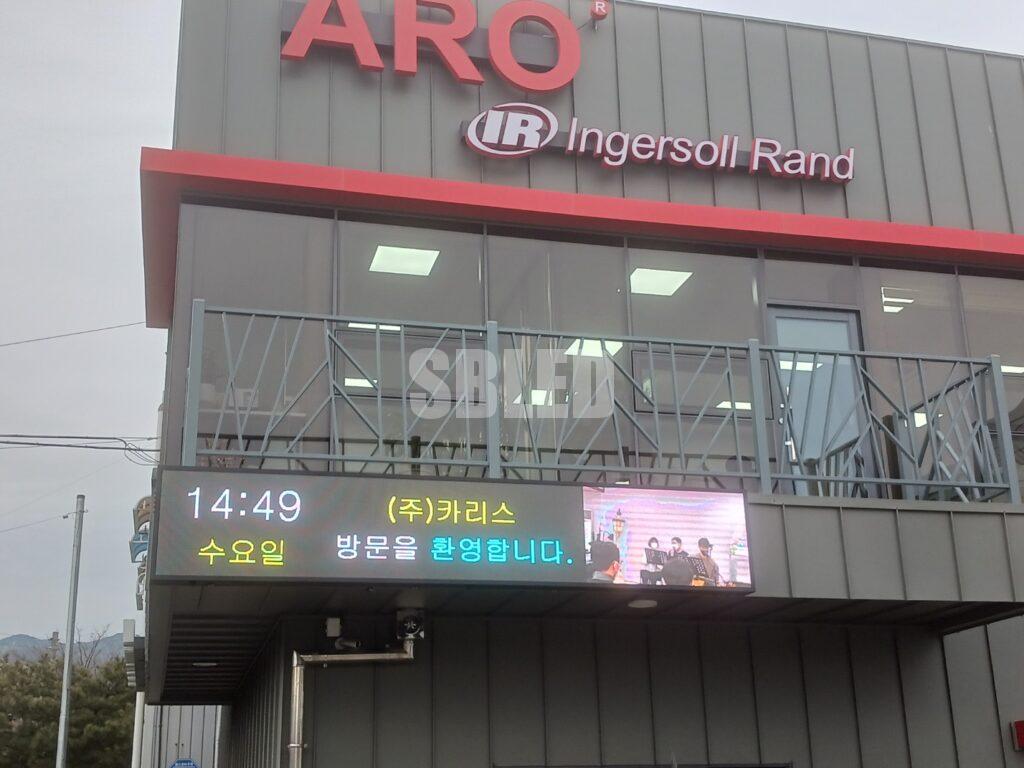 ARO®
IR Ingersoll Rand
SBLED
14:49 (주)카리스
수요일 방문을 환영합니다.